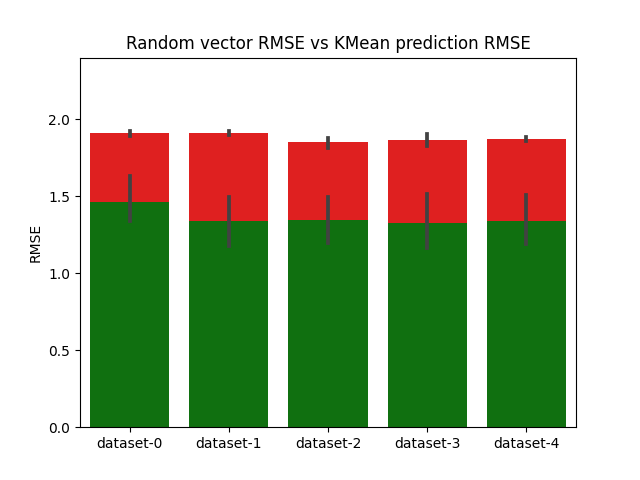 Random vector RMSE vs KMean prediction RMSE
2.0
1.5
1.0
0.5
0.0
RMSE
dataset-0 dataset-1 dataset-2 dataset-3 dataset-4